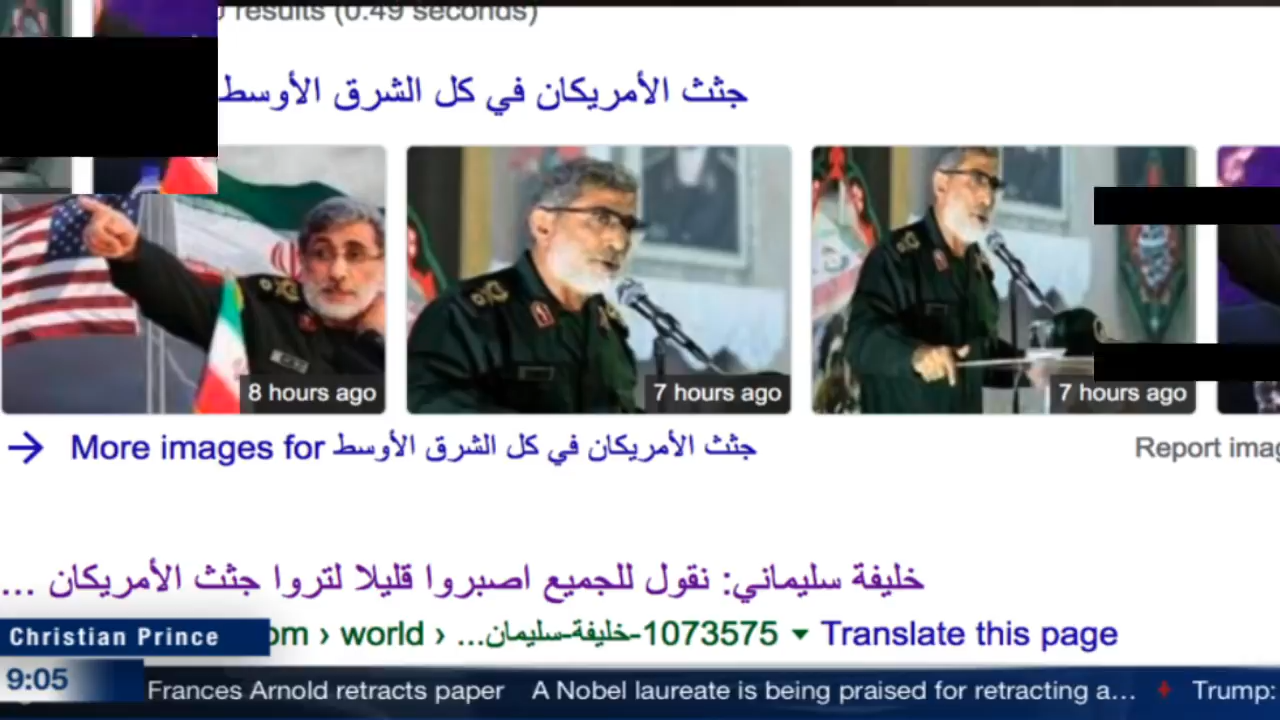 results (0.49 seconds)
جثث الأمريكان في كل الشرق الأوسط
8 hours ago
7 hours ago
7 hours ago
More images for جثث الأمريكان في كل الشرق الأوسط
Report
خليفة سليماني: نقول للجميع اصبروا قليلا لتروا جثث الأمريكان ...
om › world › ...خليفة-سليمان-1073575 Translate this page
Christian Prince
9:05
Frances Arnold retracts paper A Nobel laureate is being praised for retracting a... Trump: